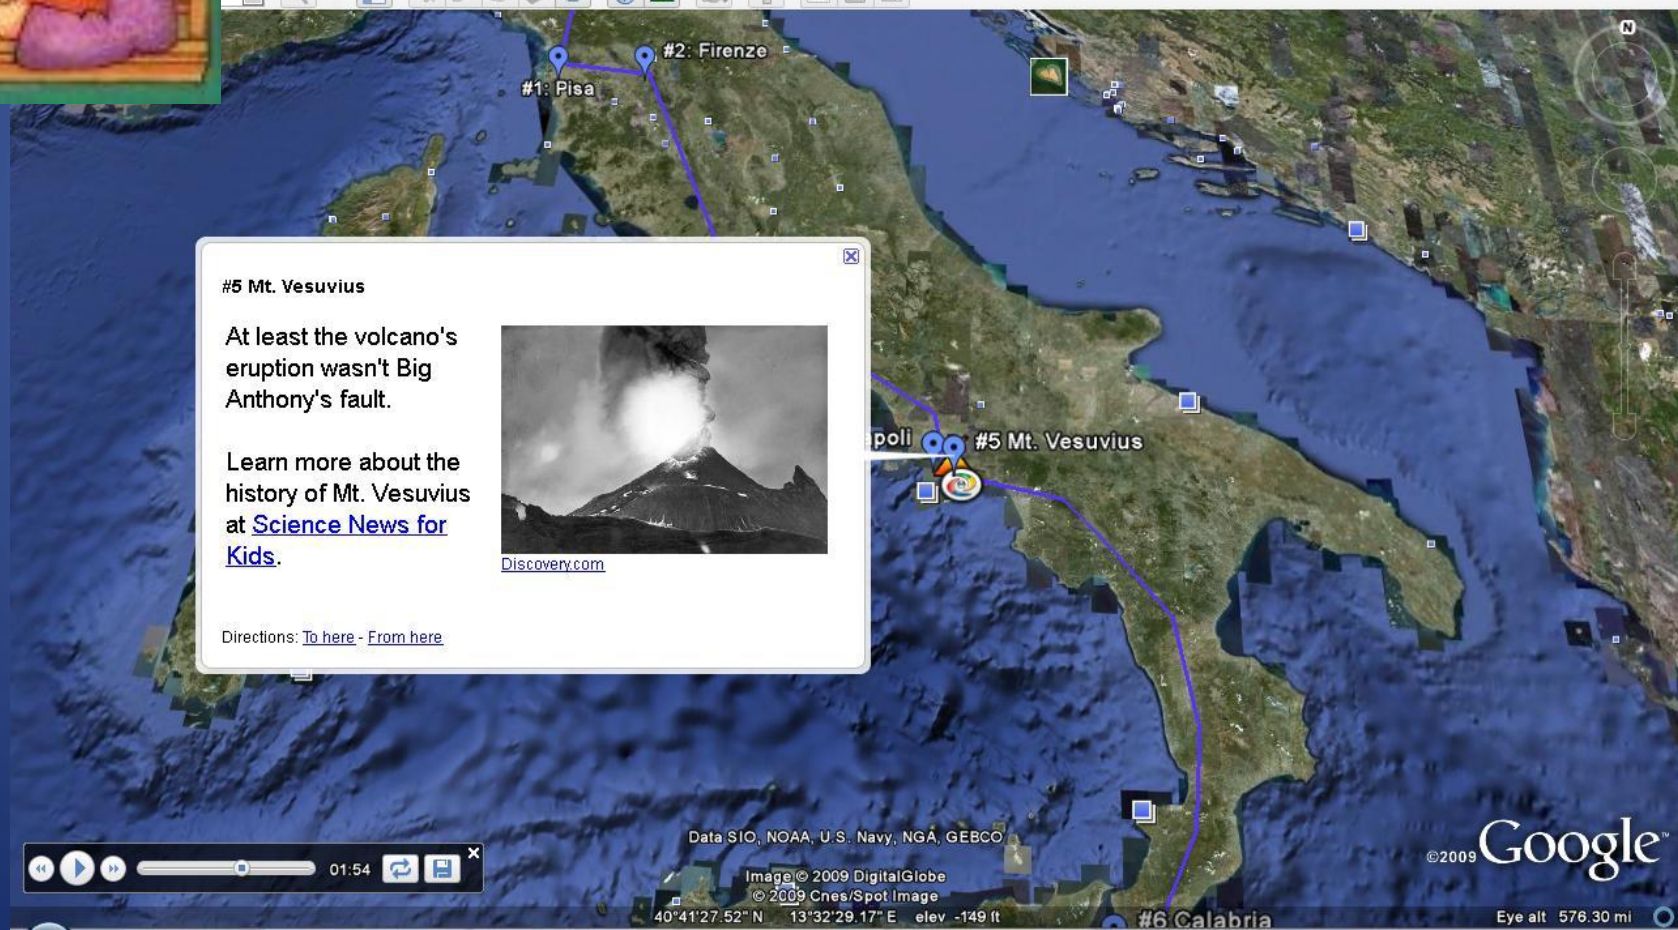 #2: Firenze
#1: Pisa
N
#5 Mt. Vesuvius
At least the volcano's
eruption wasn't Big
Anthony's fault.
Learn more about the
history of Mt. Vesuvius
at Science News for
Kids.
Discovery.com
Directions: To here - From here
apoli
#5 Mt. Vesuvius
01:54
Data SIO, NOAA, U.S. Navy, NGA, GEBCO
Image © 2009 DigitalGlobe
© 2009 Cnes/Spot Image
40°41'27.52" N 13°32'29.17" E elev -149 ft
#6 Calabria
©2009 Google™
Eye alt 576.30 mi